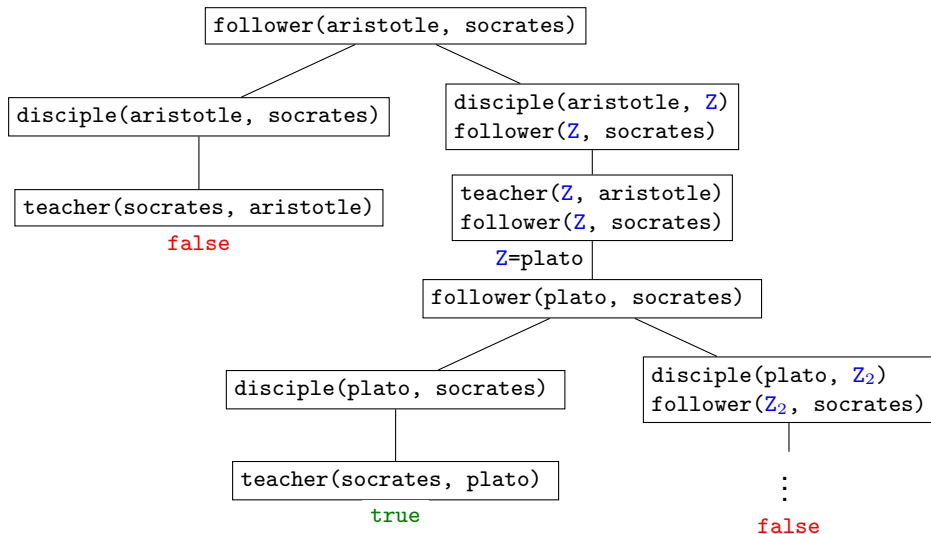 follower(aristotle, socrates)
disciple(aristotle, socrates)
teacher(socrates, aristotle)
false
disciple(aristotle, Z)
follower(Z, socrates)
teacher(Z, aristotle)
follower(Z, socrates)
Z=plato
follower(plato, socrates)
disciple(plato, socrates)
teacher(socrates, plato)
true
disciple(plato, Z₂)
follower(Z₂, socrates)
⋮
false